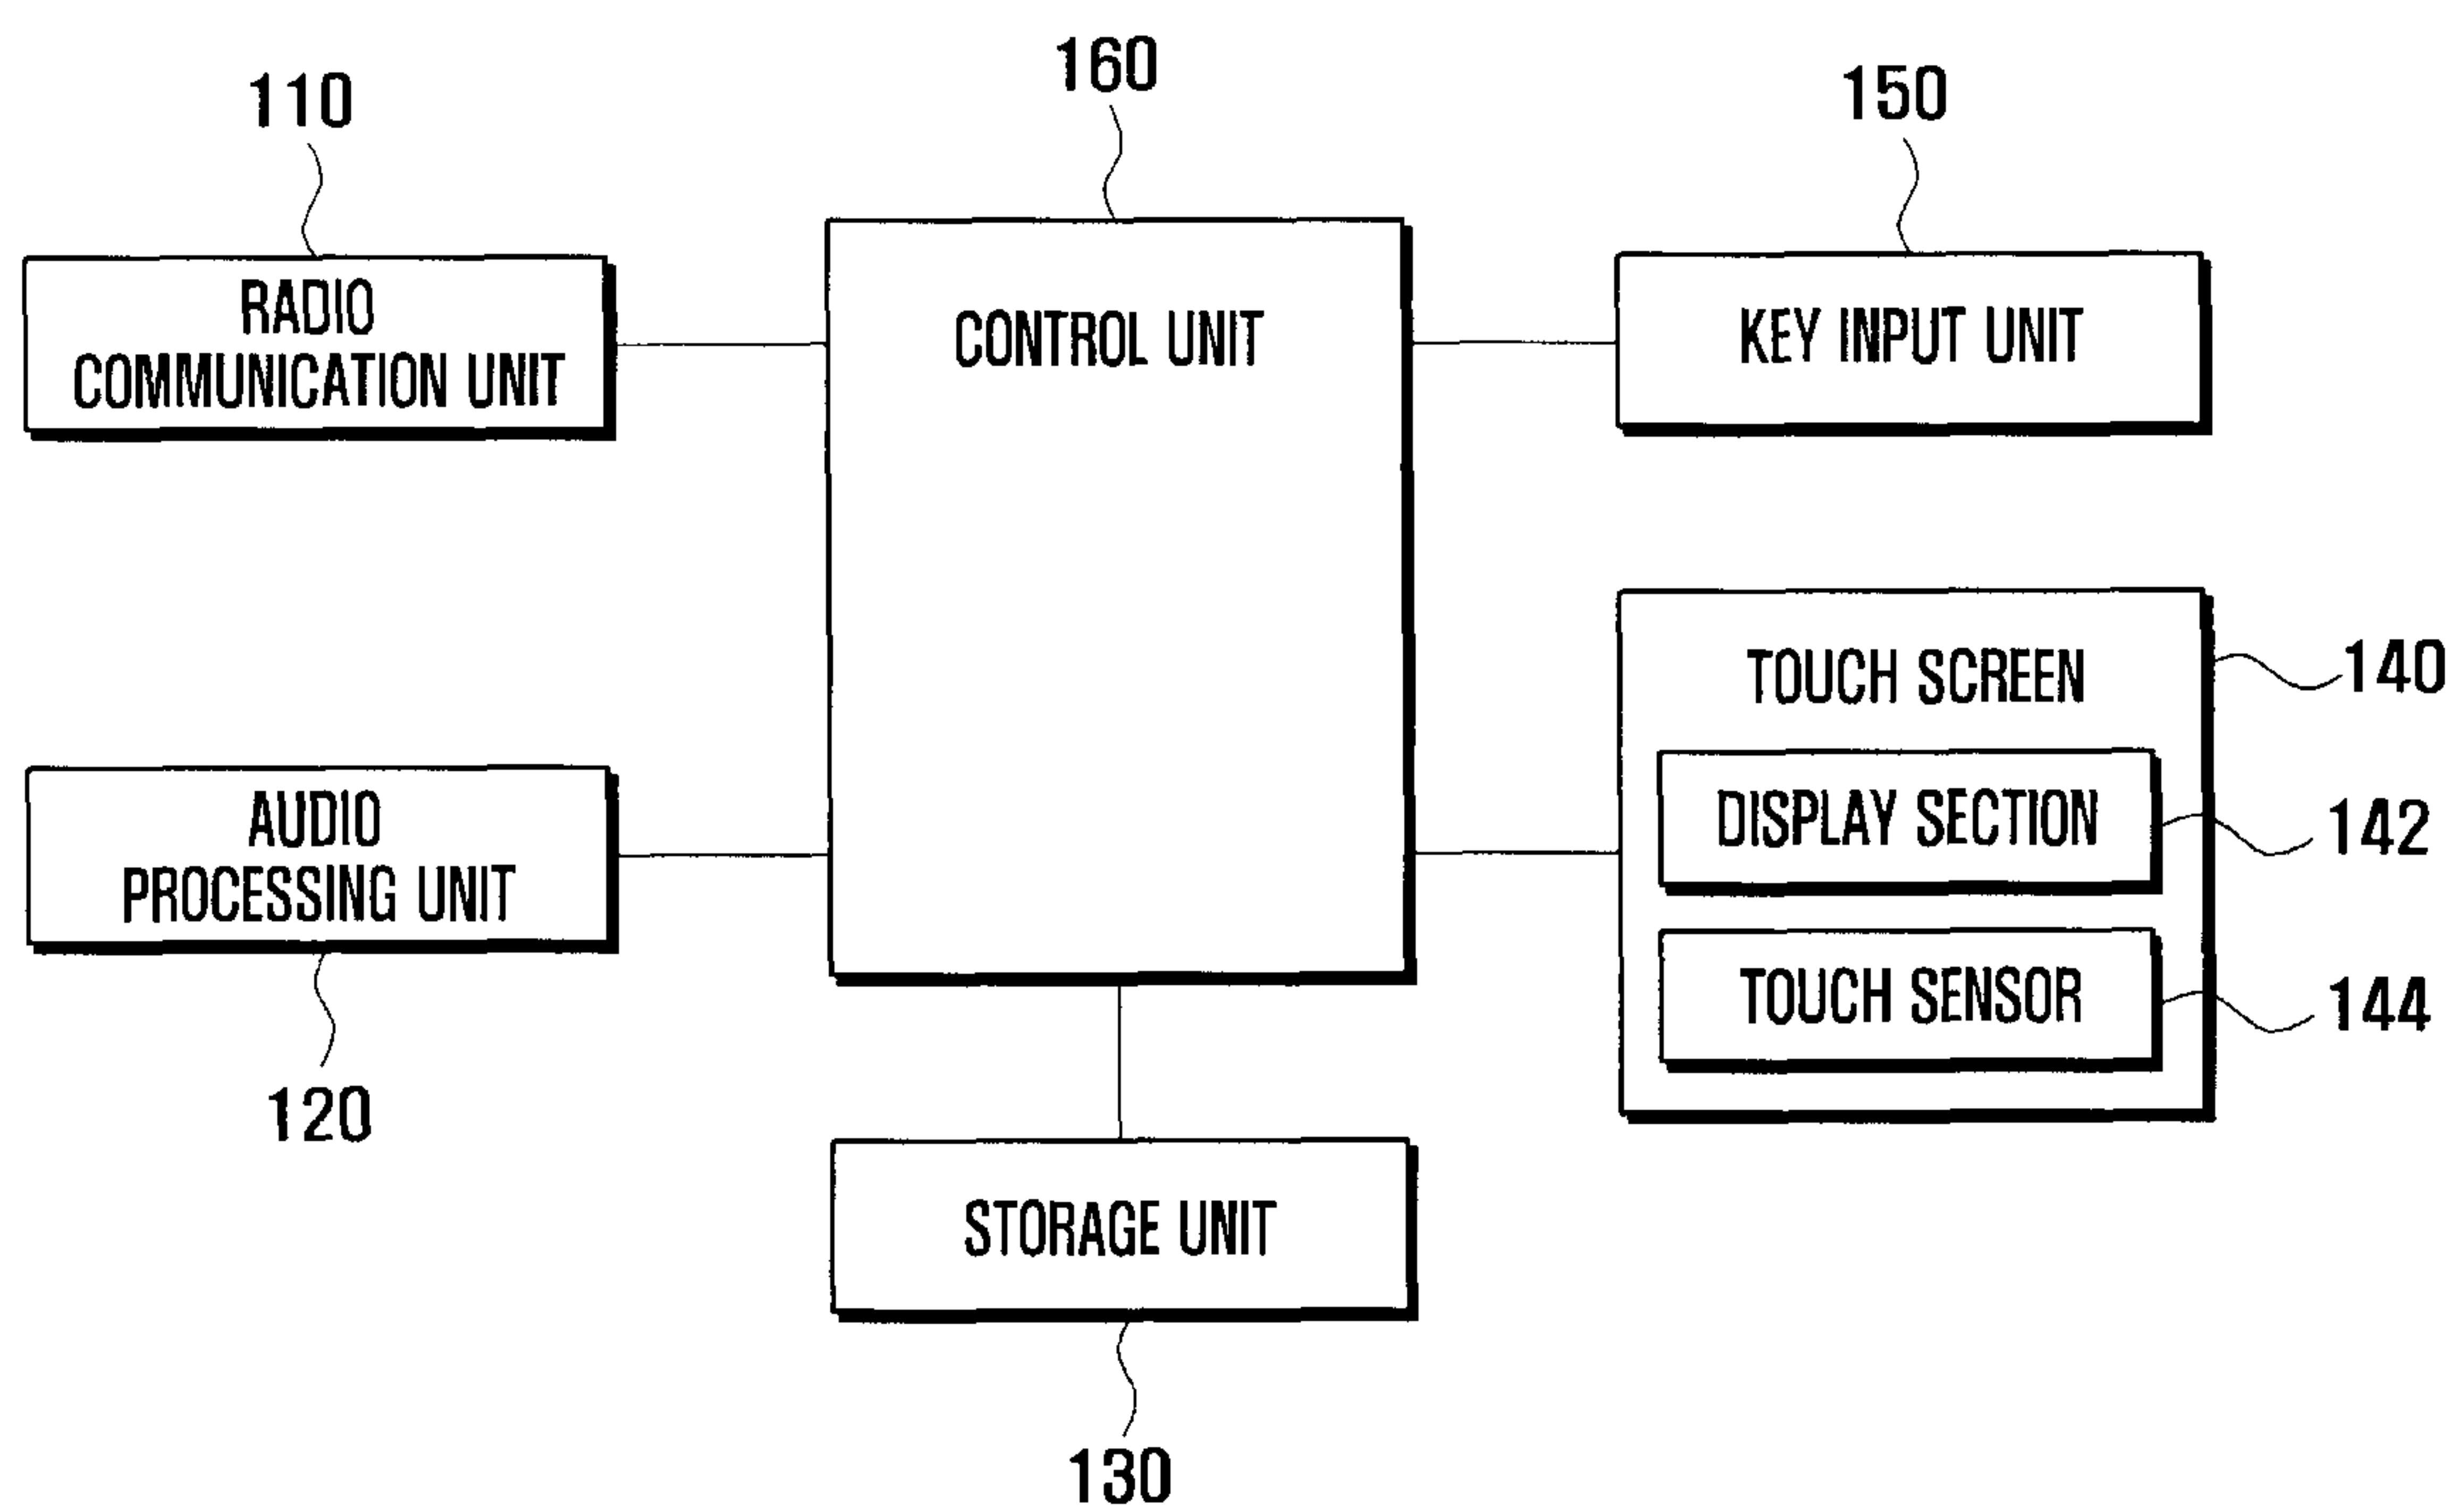 110
160
150
RADIO
COMMUNICATION UNIT
CONTROL UNIT
KEY INPUT UNIT
TOUCH SCREEN
140
AUDIO
PROCESSING UNIT
DISPLAY SECTION
142
TOUCH SENSOR
144
120
STORAGE UNIT
130